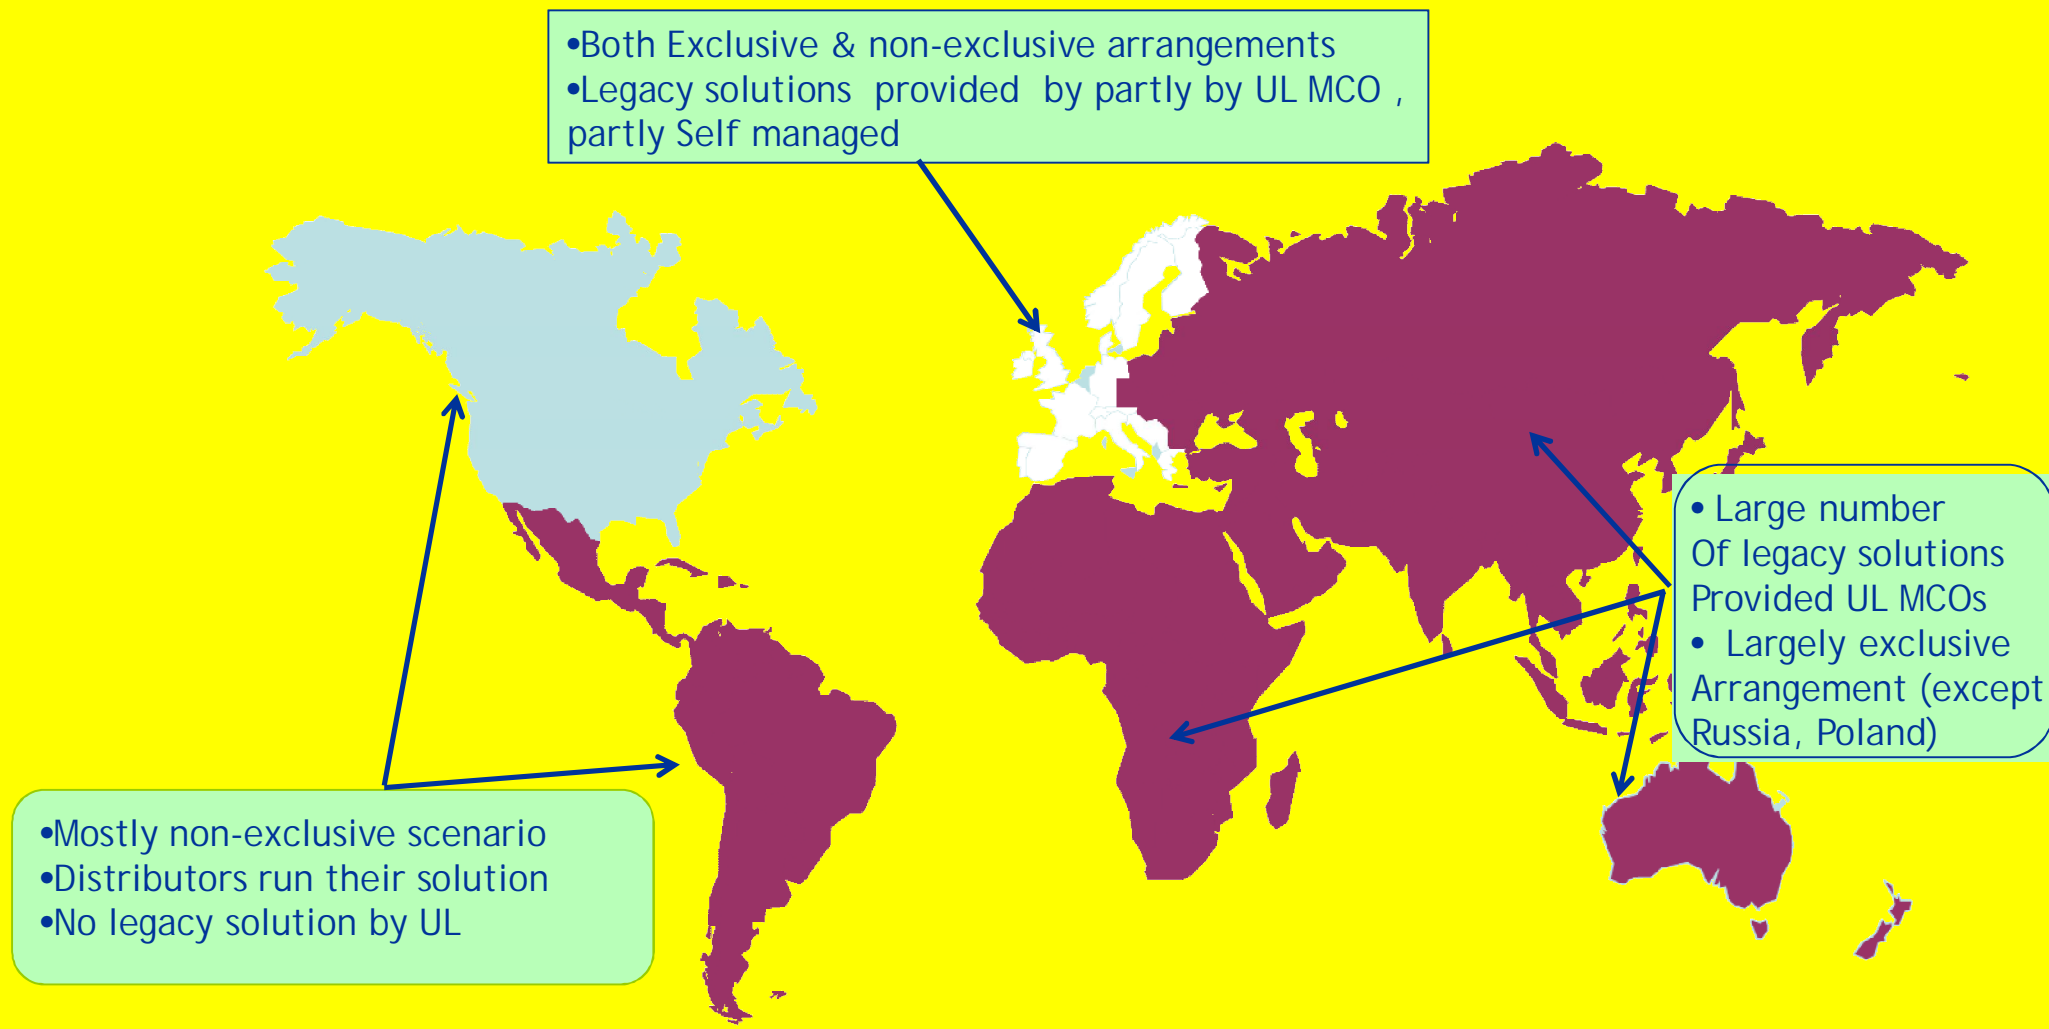 •Both Exclusive & non-exclusive arrangements
•Legacy solutions provided by partly by UL MCO ,
partly Self managed
• Large number
Of legacy solutions
Provided UL MCOs
• Largely exclusive
Arrangement (except
Russia, Poland)
•Mostly non-exclusive scenario
•Distributors run their solution
•No legacy solution by UL